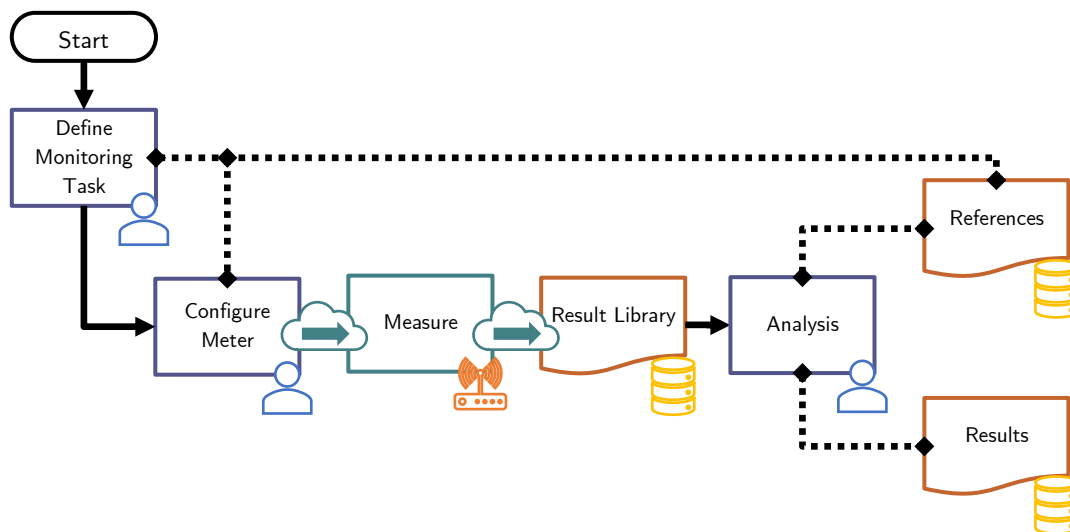 Start
Define
Monitoring
Task
References
Configure
Meter
Measure
Result Library
Analysis
Results